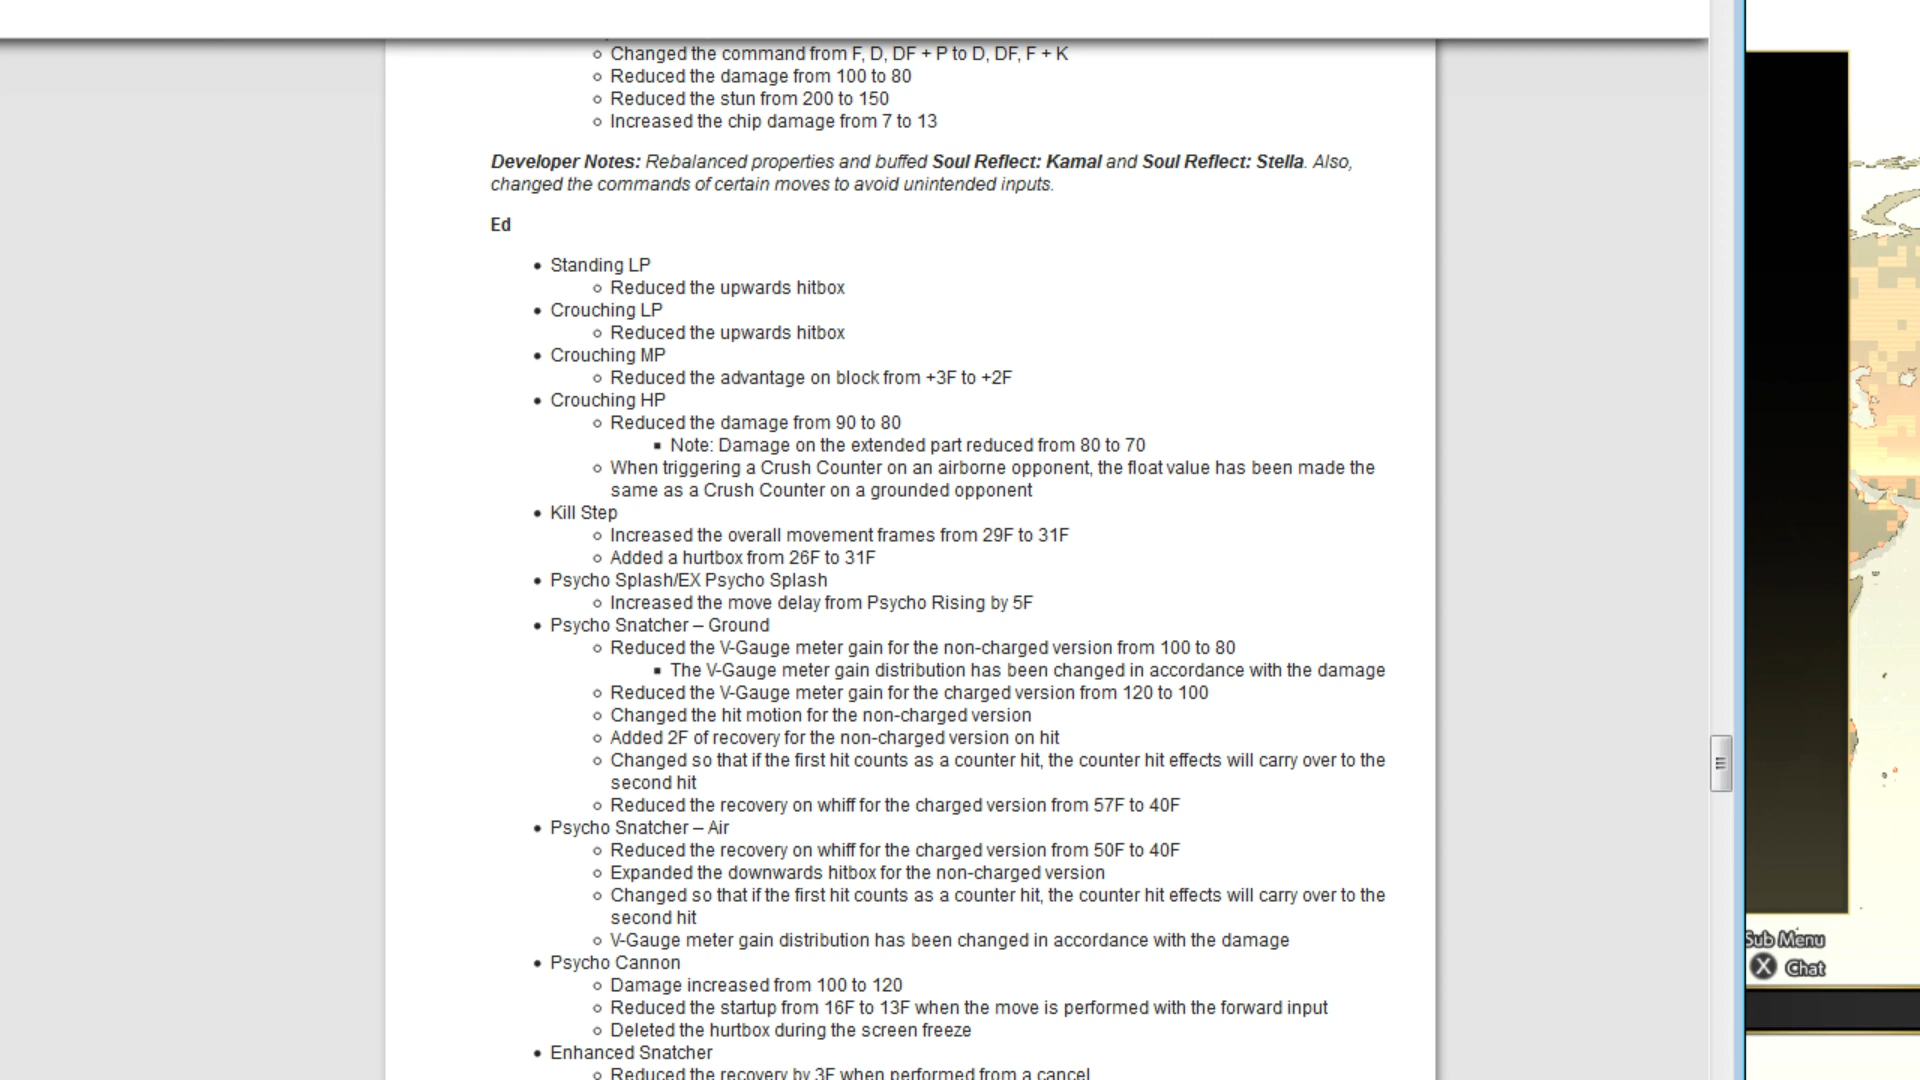 Changed the command from F, D, DF + P to D, DF, F + K
Reduced the damage from 100 to 80
Reduced the stun from 200 to 150
Increased the chip damage from 7 to 13
Developer Notes: Rebalanced properties and buffed Soul Reflect: Kamal and Soul Reflect: Stella. Also,
changed the commands of certain moves to avoid unintended inputs.
Ed
Standing LP
Reduced the upwards hitbox
Crouching LP
Reduced the upwards hitbox
Crouching MP
Reduced the advantage on block from +3F to +2F
Crouching HP
Reduced the damage from 90 to 80
Note: Damage on the extended part reduced from 80 to 70
When triggering a Crush Counter on an airborne opponent, the float value has been made the
same as a Crush Counter on a grounded opponent
Kill Step
Increased the overall movement frames from 29F to 31F
Added a hurtbox from 26F to 31F
Psycho Splash/EX Psycho Splash
Increased the move delay from Psycho Rising by 5F
Psycho Snatcher – Ground
Reduced the V-Gauge meter gain for the non-charged version from 100 to 80
The V-Gauge meter gain distribution has been changed in accordance with the damage
Reduced the V-Gauge meter gain for the charged version from 120 to 100
Changed the hit motion for the non-charged version
Added 2F of recovery for the non-charged version on hit
Changed so that if the first hit counts as a counter hit, the counter hit effects will carry over to the
second hit
Reduced the recovery on whiff for the charged version from 57F to 40F
Psycho Snatcher – Air
Reduced the recovery on whiff for the charged version from 50F to 40F
Expanded the downwards hitbox for the non-charged version
Changed so that if the first hit counts as a counter hit, the counter hit effects will carry over to the
second hit
V-Gauge meter gain distribution has been changed in accordance with the damage
Psycho Cannon
Damage increased from 100 to 120
Reduced the startup from 16F to 13F when the move is performed with the forward input
Deleted the hurtbox during the screen freeze
Enhanced Snatcher
Reduced the recovery by 3F when performed from a cancel
Sub Menu
X Chat